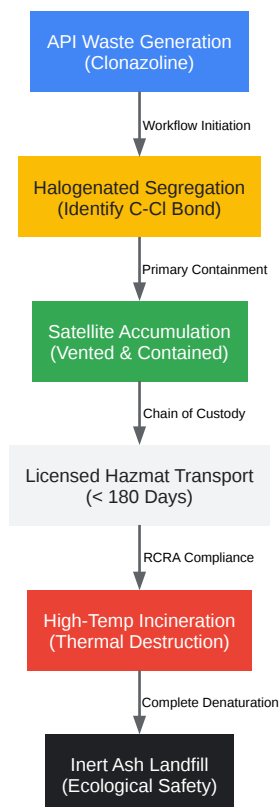 API Waste Generation
(Clonazoline)
Workflow Initiation
Halogenated Segregation
(Identify C-Cl Bond)
Primary Containment
Satellite Accumulation
(Vented & Contained)
Chain of Custody
Licensed Hazmat Transport
(< 180 Days)
RCRA Compliance
High-Temp Incineration
(Thermal Destruction)
Complete Denaturation
Inert Ash Landfill
(Ecological Safety)